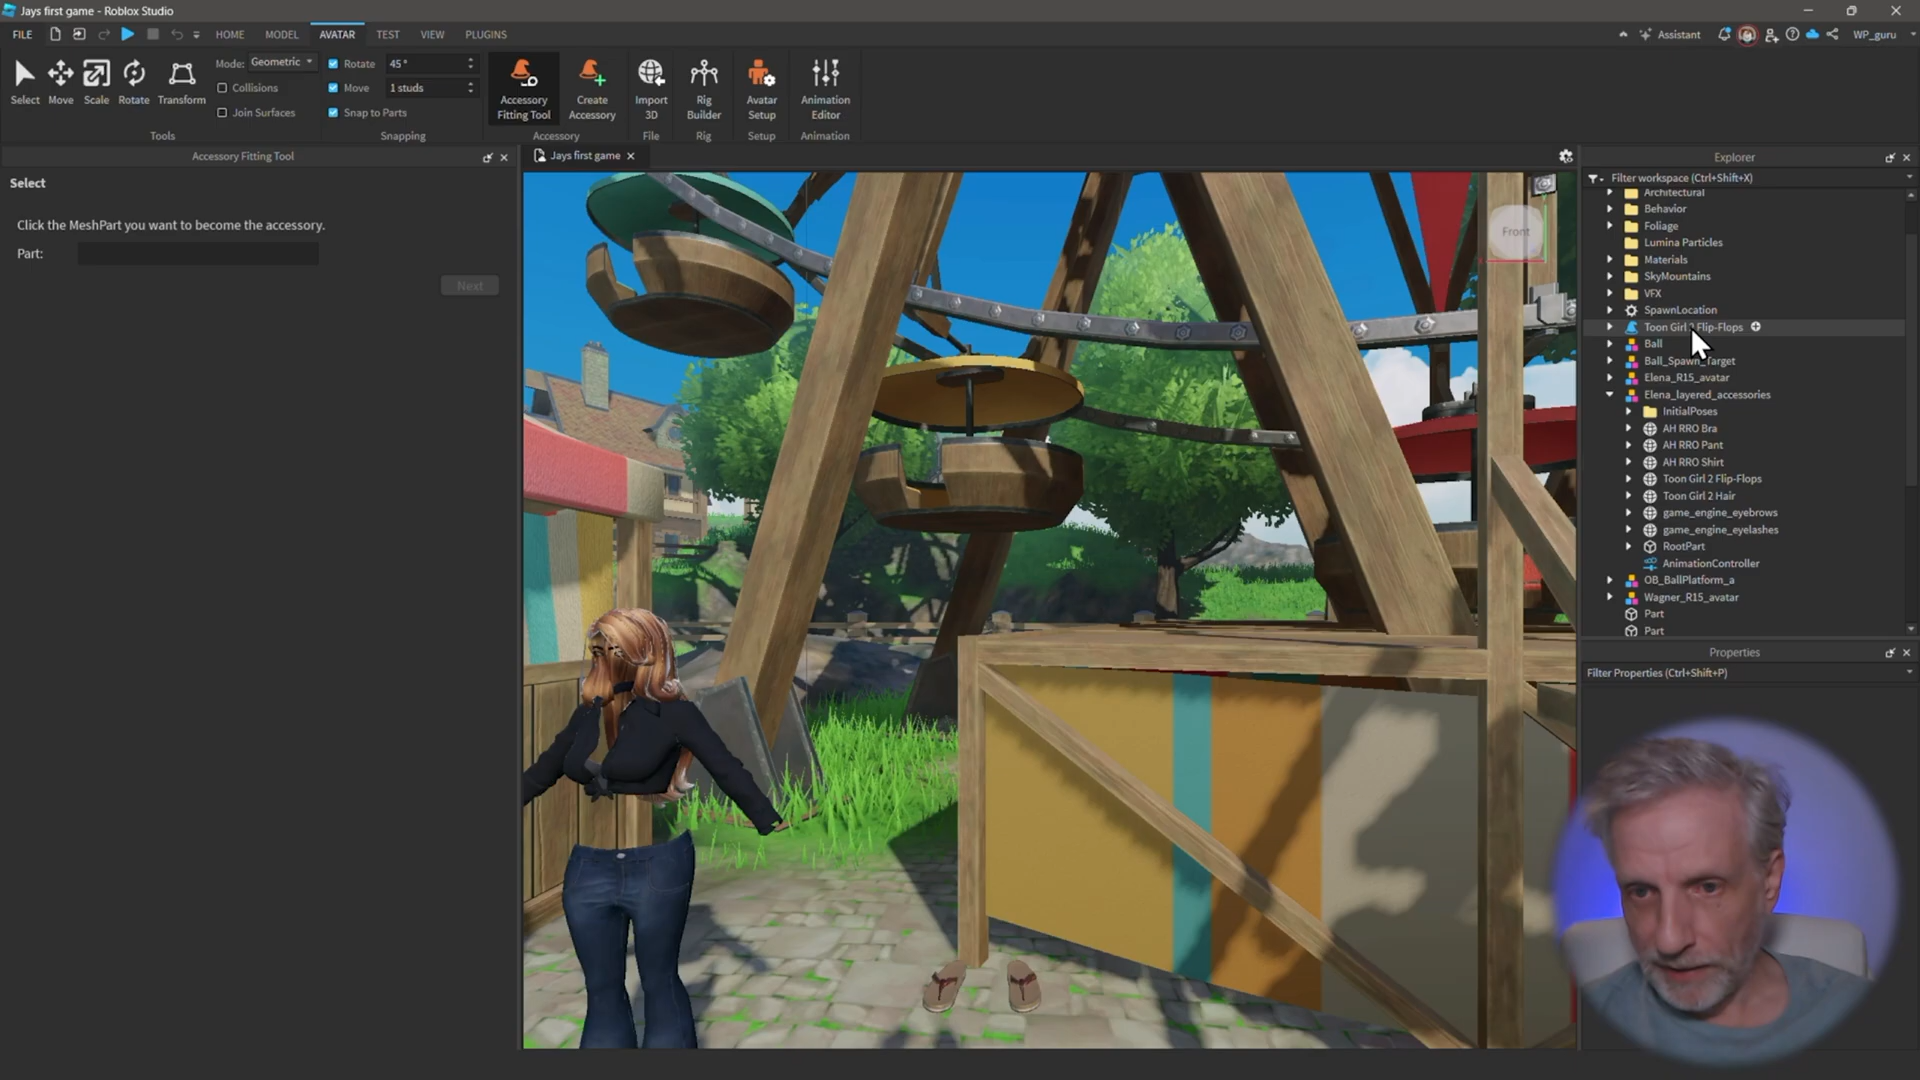 Jays first game - Roblox Studio
FILE
HOME
MODEL
AVATAR
TEST
VIEW
PLUGINS
Assistant
WP_guru
Select
Move
Scale
Rotate
Transform
Mode: Geometric
Collisions
Join Surfaces
Tools
Rotate 45 °
Move 1 studs
Snap to Parts
Snapping
Accessory
Fitting Tool
Create
Accessory
Accessory
Import
3D
File
Rig
Builder
Rig
Avatar
Setup
Setup
Animation
Editor
Animation
Accessory Fitting Tool
Select
Click the MeshPart you want to become the accessory.
Part:
Next
Jays first game
Front
Explorer
Filter workspace (Ctrl+Shift+X)
Architectural
Behavior
Foliage
Lumina Particles
Materials
SkyMountains
VFX
SpawnLocation
Toon Girl 2 Flip-Flops
Ball
Ball_Spawn_Target
Elena_R15_avatar
Elena_layered_accessories
InitialPoses
AH RRO Bra
AH RRO Pant
AH RRO Shirt
Toon Girl 2 Flip-Flops
Toon Girl 2 Hair
game_engine_eyebrows
game_engine_eyelashes
RootPart
AnimationController
OB_BallPlatform_a
Wagner_R15_avatar
Part
Part
Properties
Filter Properties (Ctrl+Shift+P)